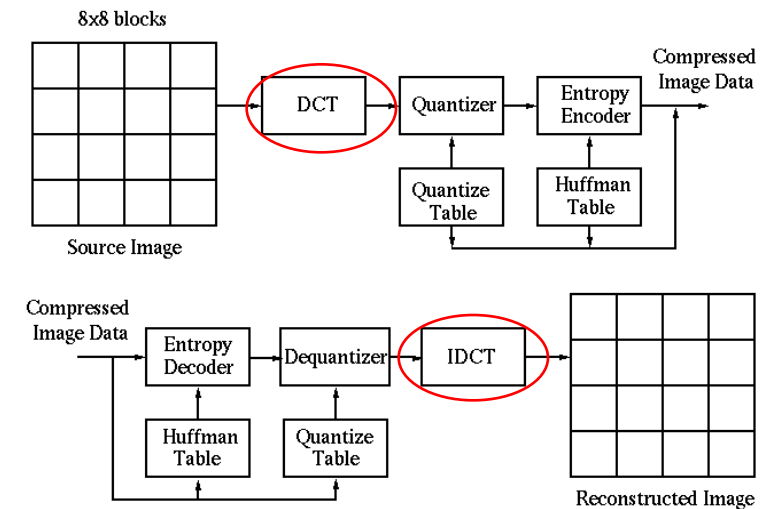 8x8 blocks
Compressed
Image Data
DCT
Quantizer
Entropy
Encoder
Quantize
Table
Huffman
Table
Source Image
Compressed
Image Data
Entropy
Decoder
Dequantizer
IDCT
Huffman
Table
Quantize
Table
Reconstructed Image